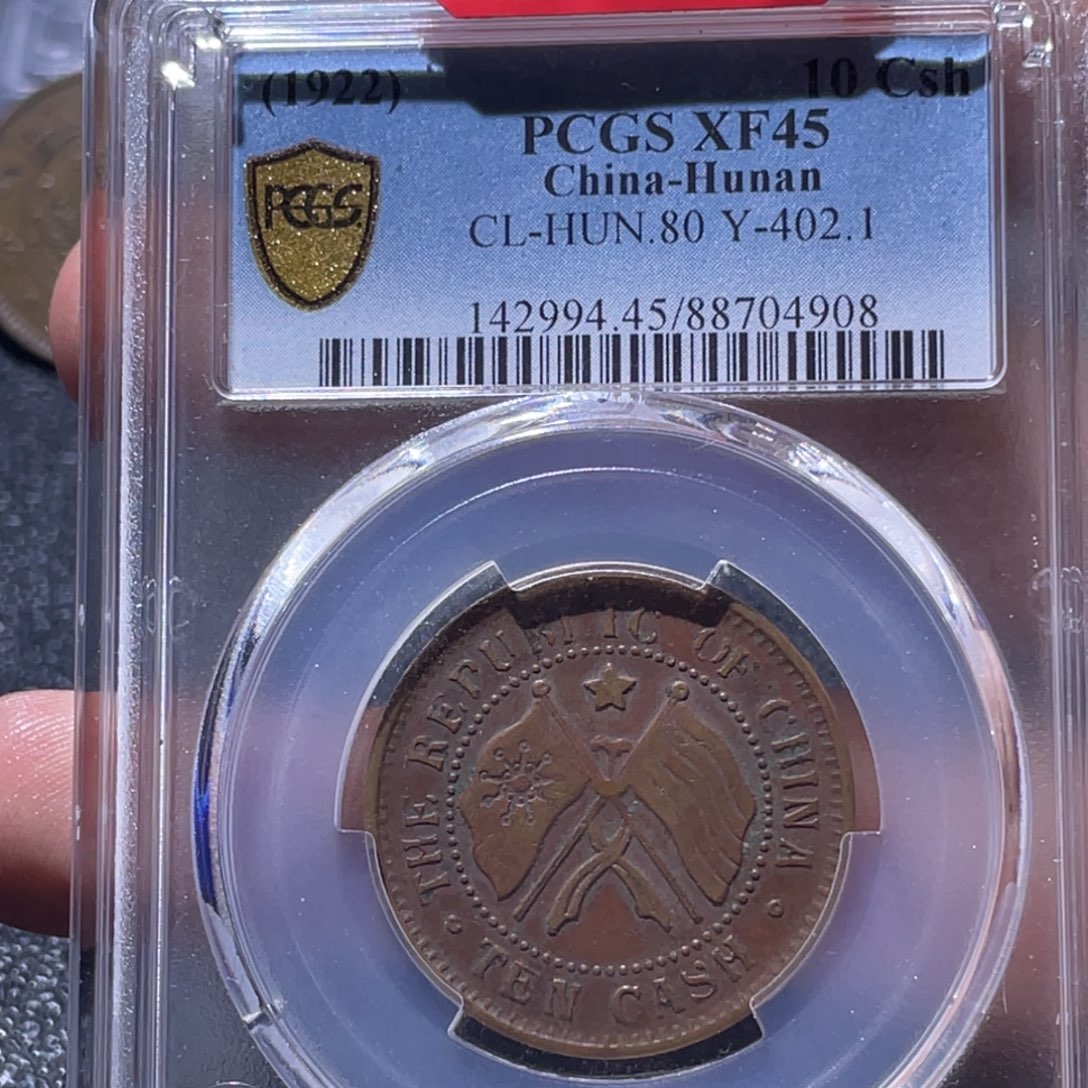 (1922) 10 Csh
PCGS XF45
China-Hunan
CL-HUN.80 Y-402.1
142994.45/88704908
PCGS
THE REPUBLIC OF CHINA
TEN CASH